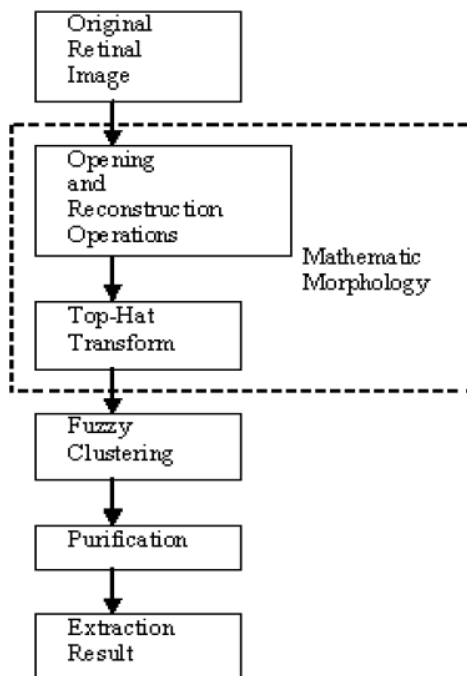 Original
Retinal
Image
Opening
and
Reconstruction
Operations
Mathematic
Morphology
Top-Hat
Transform
Fuzzy
Clustering
Purification
Extraction
Result